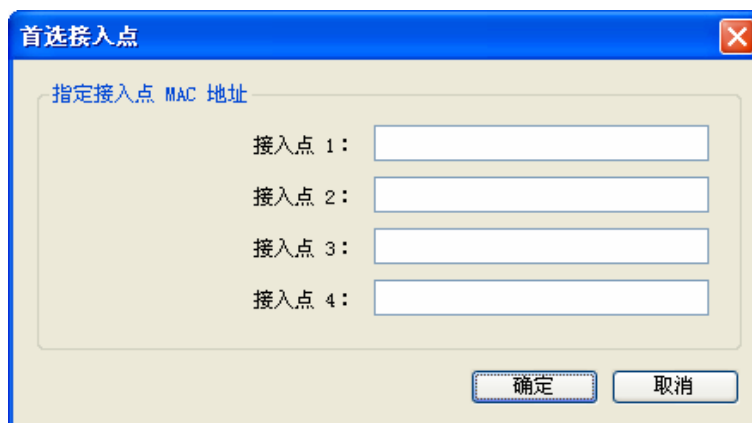 首选接入点
指定接入点 MAC 地址
接入点 1：
接入点 2：
接入点 3：
接入点 4：
确定 取消